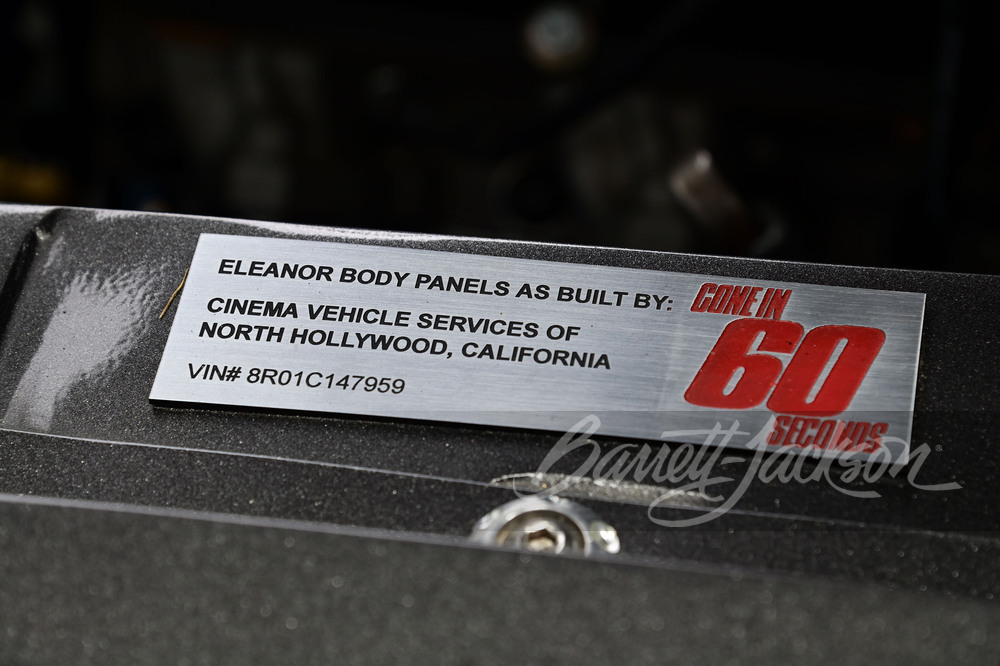 ELEANOR BODY PANELS AS BUILT BY:
CINEMA VEHICLE SERVICES OF
NORTH HOLLYWOOD, CALIFORNIA
VIN# 8R01C147959
GONE IN
60
SECONDS
Barrett-Jackson®